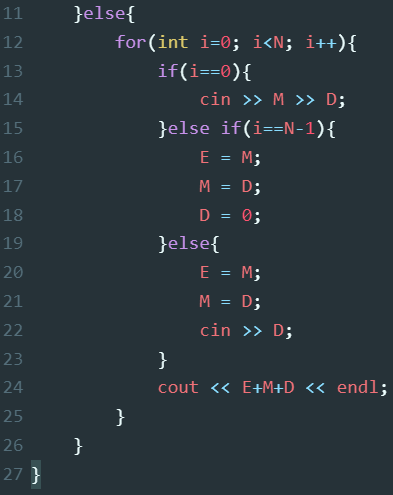 11 }else{
12 for(int i=0; i<N; i++){
13 if(i==0){
14 cin >> M >> D;
15 }else if(i==N-1){
16 E = M;
17 M = D;
18 D = 0;
19 }else{
20 E = M;
21 M = D;
22 cin >> D;
23 }
24 cout << E+M+D << endl;
25 }
26 }
27 }